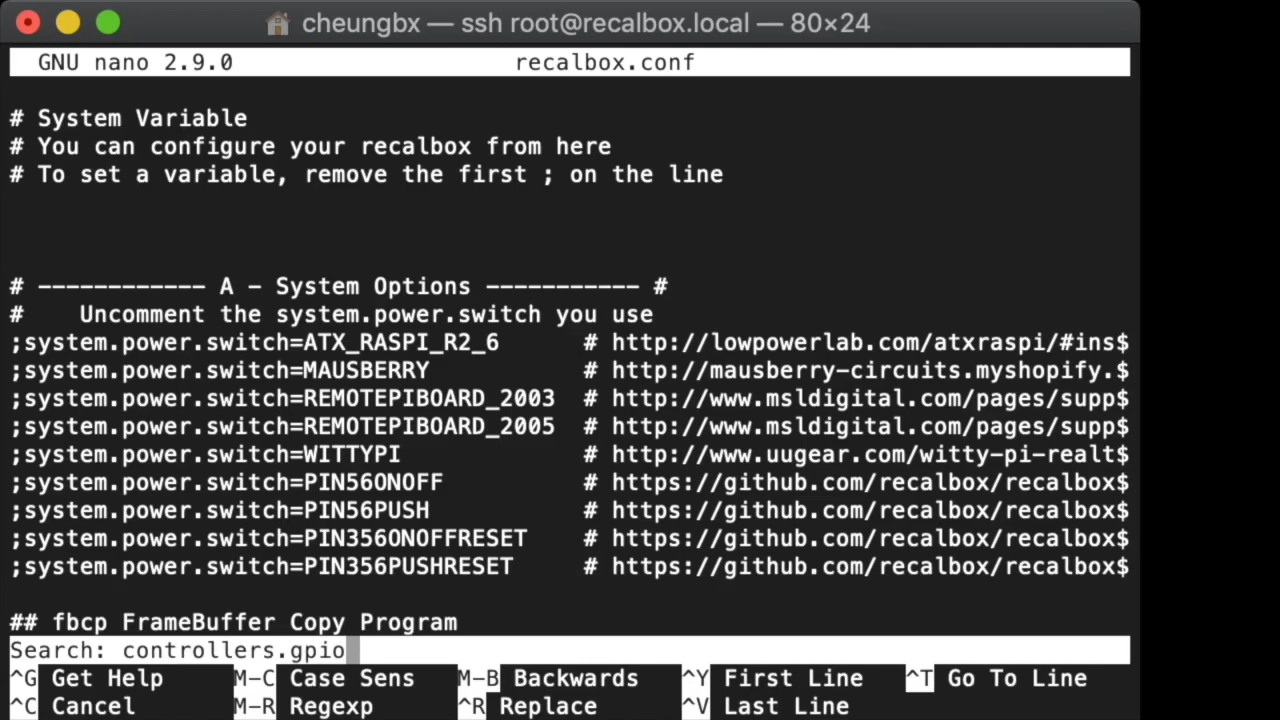 cheungbx — ssh root@recalbox.local — 80×24
GNU nano 2.9.0 recalbox.conf
# System Variable
# You can configure your recalbox from here
# To set a variable, remove the first ; on the line
# ------------ A - System Options ----------- #
#    Uncomment the system.power.switch you use
;system.power.switch=ATX_RASPI_R2_6      # http://lowpowerlab.com/atxraspi/#ins$
;system.power.switch=MAUSBERRY           # http://mausberry-circuits.myshopify.$
;system.power.switch=REMOTEPIBOARD_2003  # http://www.msldigital.com/pages/supp$
;system.power.switch=REMOTEPIBOARD_2005  # http://www.msldigital.com/pages/supp$
;system.power.switch=WITTYPI             # http://www.uugear.com/witty-pi-realt$
;system.power.switch=PIN56ONOFF          # https://github.com/recalbox/recalbox$
;system.power.switch=PIN56PUSH           # https://github.com/recalbox/recalbox$
;system.power.switch=PIN356ONOFFRESET    # https://github.com/recalbox/recalbox$
;system.power.switch=PIN356PUSHRESET     # https://github.com/recalbox/recalbox$
## fbcp FrameBuffer Copy Program
Search: controllers.gpio
^G Get Help M-C Case Sens M-B Backwards ^Y First Line ^T Go To Line
^C Cancel M-R Regexp ^R Replace ^V Last Line